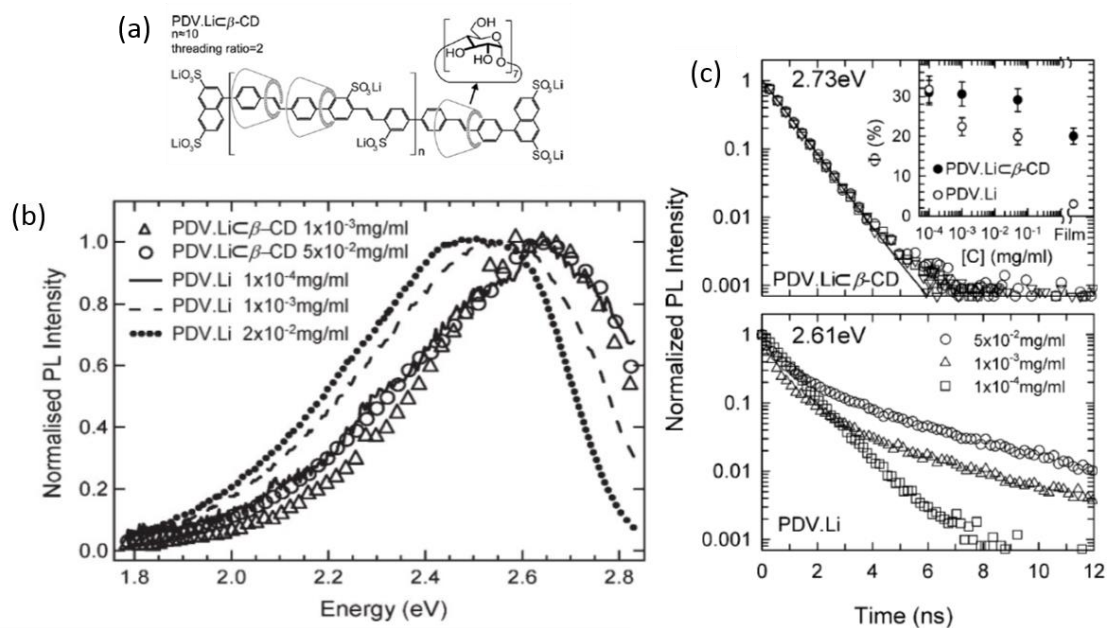 (a)
PDV.Li⊂β-CD
n≈10
threading ratio=2
OH
O
HO
OH
O
7
LiO₃S
SO₃Li
SO₃Li
LiO₃S
SO₃Li
n
SO₃Li
SO₃Li
(b)
Normalised PL Intensity
1.0
0.8
0.6
0.4
0.2
0.0
PDV.Li⊂β-CD 1x10⁻³mg/ml
PDV.Li⊂β-CD 5x10⁻²mg/ml
PDV.Li 1x10⁻⁴mg/ml
PDV.Li 1x10⁻³mg/ml
PDV.Li 2x10⁻²mg/ml
1.8 2.0 2.2 2.4 2.6 2.8
Energy (eV)
(c)
Normalized PL Intensity
1
0.1
0.01
0.001
2.73eV
Φ (%)
30
20
10
0
PDV.Li⊂β-CD
PDV.Li
10⁻⁴ 10⁻³ 10⁻² 10⁻¹ Film
[C] (mg/ml)
PDV.Li⊂β-CD
1
0.1
0.01
0.001
2.61eV
5x10⁻²mg/ml
1x10⁻³mg/ml
1x10⁻⁴mg/ml
PDV.Li
0 2 4 6 8 10 12
Time (ns)